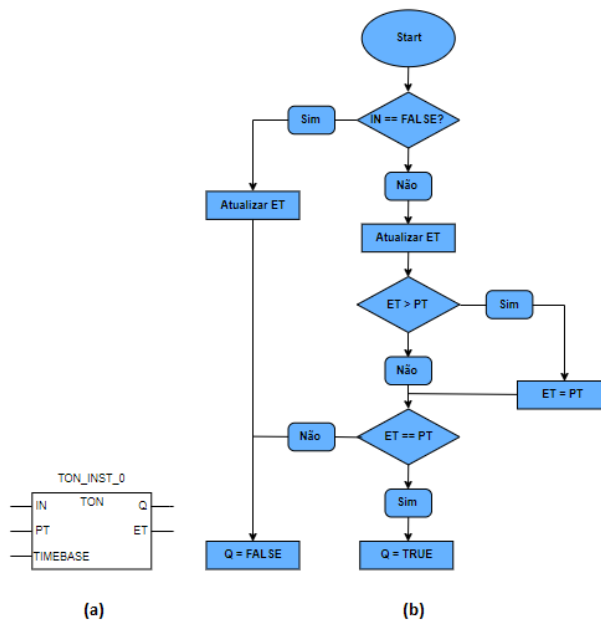 Start
IN == FALSE?
Sim
Não
Atualizar ET
Atualizar ET
ET > PT
Sim
Não
ET = PT
ET == PT
Não
Sim
Q = FALSE
Q = TRUE
TON_INST_0
TON
IN
Q
PT
ET
TIMEBASE
(a)
(b)